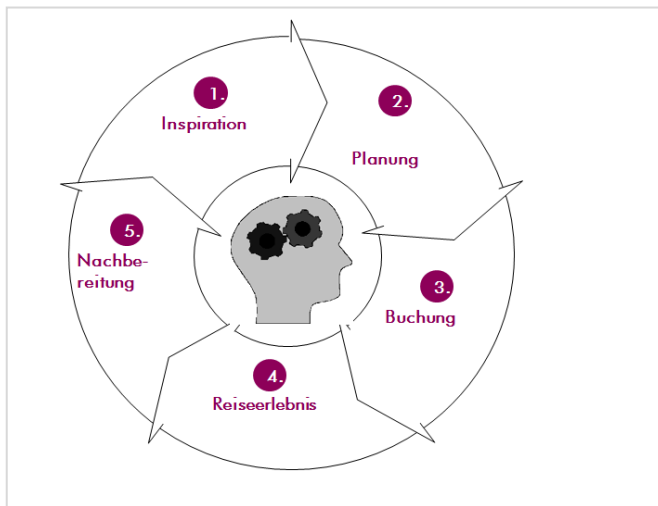 1.
Inspiration
2.
Planung
3.
Buchung
4.
Reiseerlebnis
5.
Nachbe-
reitung